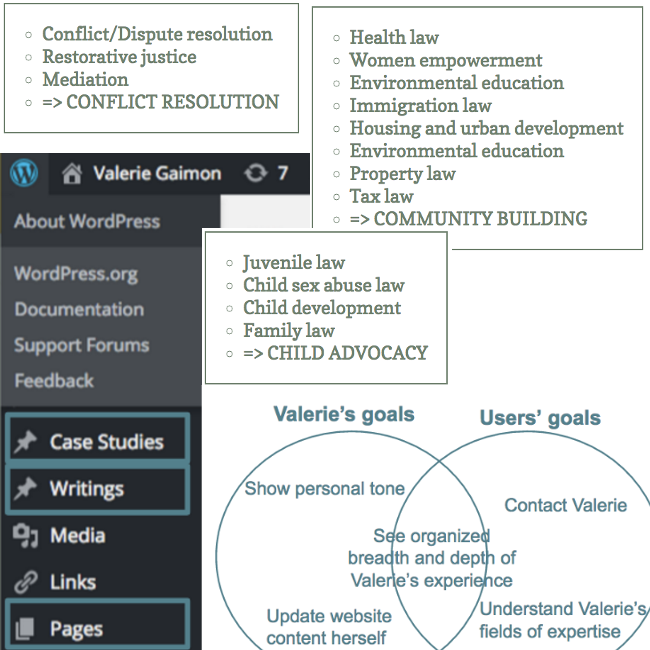 Conflict/Dispute resolution
Restorative justice
Mediation
=> CONFLICT RESOLUTION
Health law
Women empowerment
Environmental education
Immigration law
Housing and urban development
Environmental education
Property law
Tax law
=> COMMUNITY BUILDING
Valerie Gaimon 7
About WordPress
WordPress.org
Documentation
Support Forums
Feedback
Case Studies
Writings
Media
Links
Pages
Juvenile law
Child sex abuse law
Child development
Family law
=> CHILD ADVOCACY
Valerie's goals
Users' goals
Show personal tone
Contact Valerie
See organized
breadth and depth of
Valerie's experience
Update website
content herself
Understand Valerie's
fields of expertise